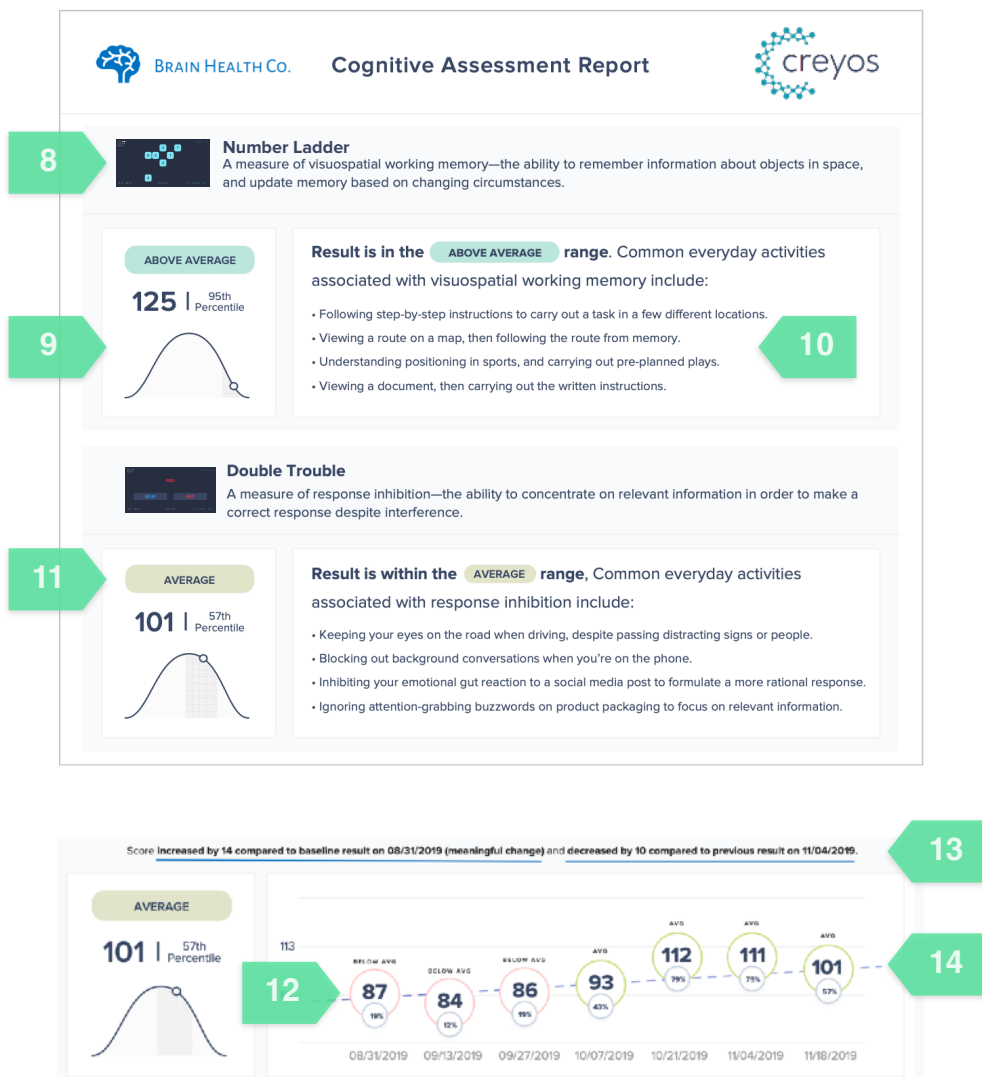 BRAIN HEALTH CO.
Cognitive Assessment Report
creyos
8
Number Ladder
A measure of visuospatial working memory—the ability to remember information about objects in space,
and update memory based on changing circumstances.
ABOVE AVERAGE
125 | 95th Percentile
9
Result is in the ABOVE AVERAGE range. Common everyday activities
associated with visuospatial working memory include:
• Following step-by-step instructions to carry out a task in a few different locations.
• Viewing a route on a map, then following the route from memory.
• Understanding positioning in sports, and carrying out pre-planned plays.
• Viewing a document, then carrying out the written instructions.
10
Double Trouble
A measure of response inhibition—the ability to concentrate on relevant information in order to make a
correct response despite interference.
11
AVERAGE
101 | 57th Percentile
Result is within the AVERAGE range, Common everyday activities
associated with response inhibition include:
• Keeping your eyes on the road when driving, despite passing distracting signs or people.
• Blocking out background conversations when you're on the phone.
• Inhibiting your emotional gut reaction to a social media post to formulate a more rational response.
• Ignoring attention-grabbing buzzwords on product packaging to focus on relevant information.
Score increased by 14 compared to baseline result on 08/31/2019 (meaningful change) and decreased by 10 compared to previous result on 11/04/2019.
13
AVERAGE
101 | 57th Percentile
12
113
BELOW AVG
87
19%
BELOW AVG
84
12%
BELOW AVG
86
19%
AVG
93
43%
AVG
112
79%
AVG
111
75%
AVG
101
57%
14
08/31/2019 09/13/2019 09/27/2019 10/07/2019 10/21/2019 11/04/2019 11/18/2019